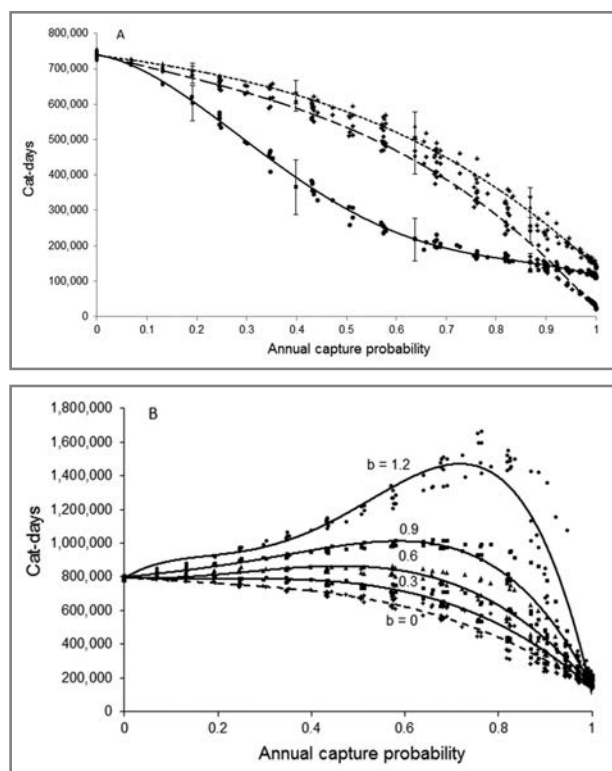 A
800,000
700,000
600,000
500,000
400,000
300,000
200,000
100,000
0
Cat-days
0 0.1 0.2 0.3 0.4 0.5 0.6 0.7 0.8 0.9 1
Annual capture probability
B
1,800,000
1,600,000
1,400,000
1,200,000
1,000,000
800,000
600,000
400,000
200,000
0
Cat-days
b = 1.2
0.9
0.6
0.3
b = 0
0 0.2 0.4 0.6 0.8 1
Annual capture probability